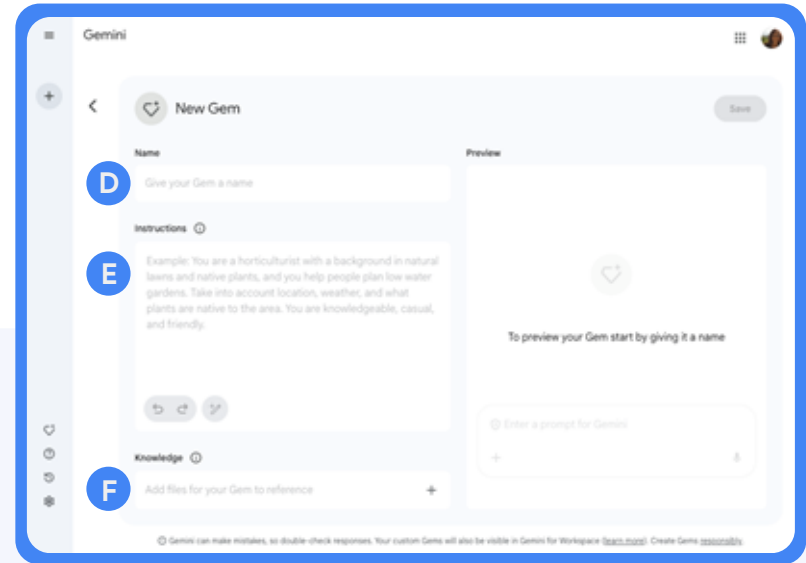 Gemini
New Gem
Save
Name
Preview
D
Give your Gem a name
Instructions
E
Example: You are a horticulturist with a background in natural
lawns and native plants, and you help people plan low water
gardens. Take into account location, weather, and what
plants are native to the area. You are knowledgeable, casual,
and friendly.
To preview your Gem start by giving it a name
Enter a prompt for Gemini
Knowledge
F
Add files for your Gem to reference
Gemini can make mistakes, so double-check responses. Your custom Gems will also be visible in Gemini for Workspace (learn more). Create Gems responsibly.